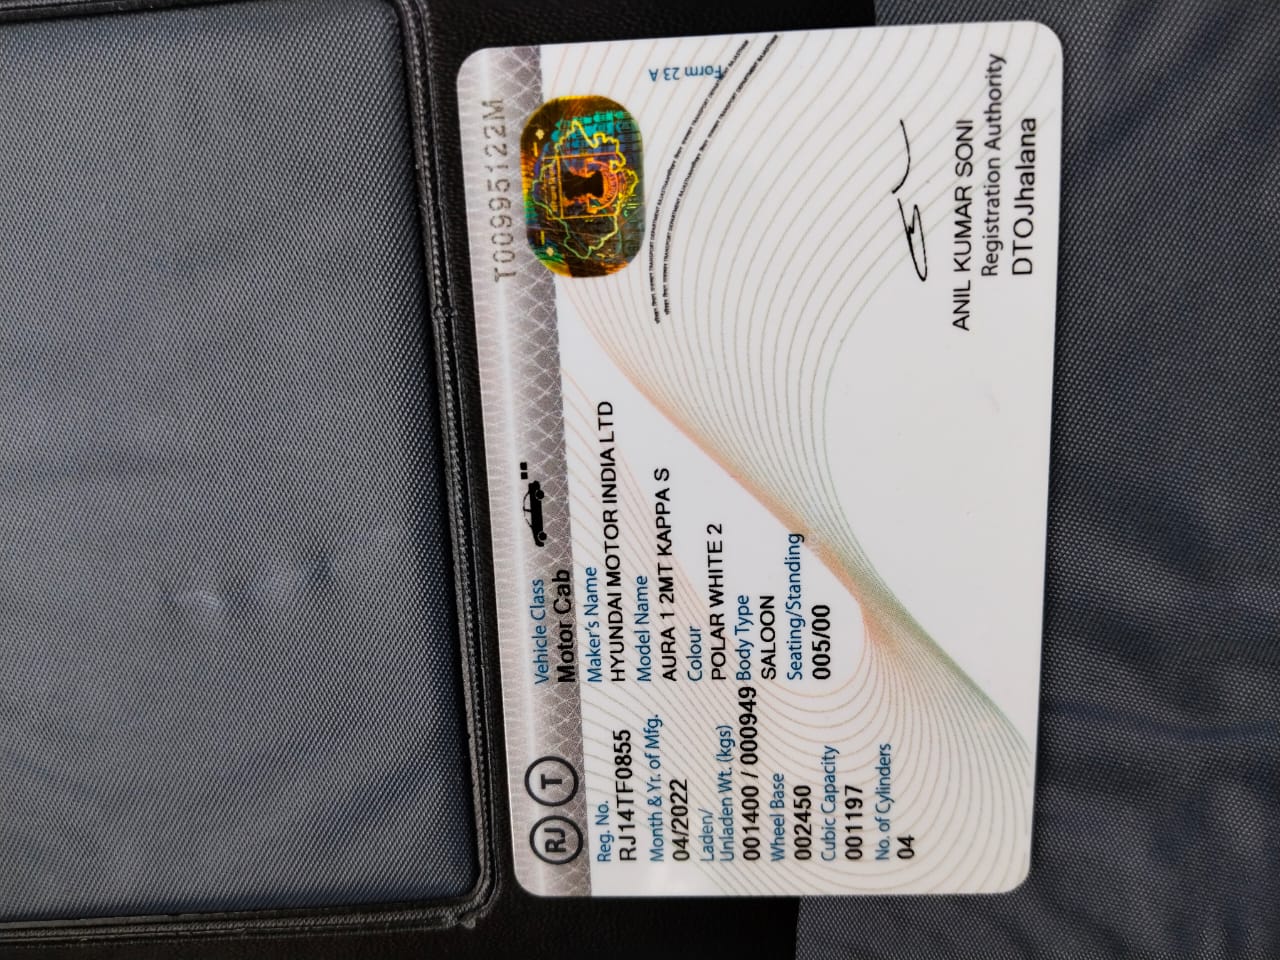 T00995122M
Form 23 A
RJ T
Vehicle Class
Motor Cab
Reg. No.
RJ14TF0855
Month & Yr. of Mfg.
04/2022
Laden/
Unladen Wt. (kgs)
001400 / 000949
Wheel Base
002450
Cubic Capacity
001197
No. of Cylinders
04
Maker's Name
HYUNDAI MOTOR INDIA LTD
Model Name
AURA 1 2MT KAPPA S
Colour
POLAR WHITE 2
Body Type
SALOON
Seating/Standing
005/00
ANIL KUMAR SONI
Registration Authority
DTOJhalana